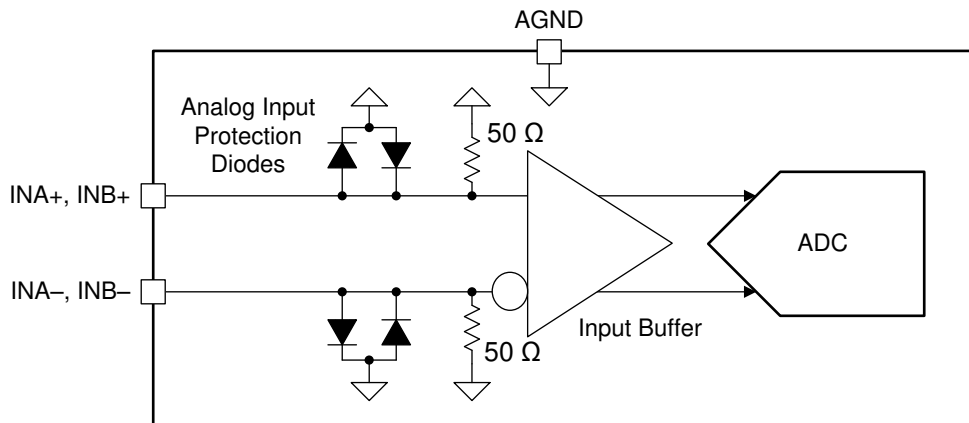 AGND
Analog Input
Protection
Diodes
50 Ω
INA+, INB+
ADC
INA–, INB–
Input Buffer
50 Ω